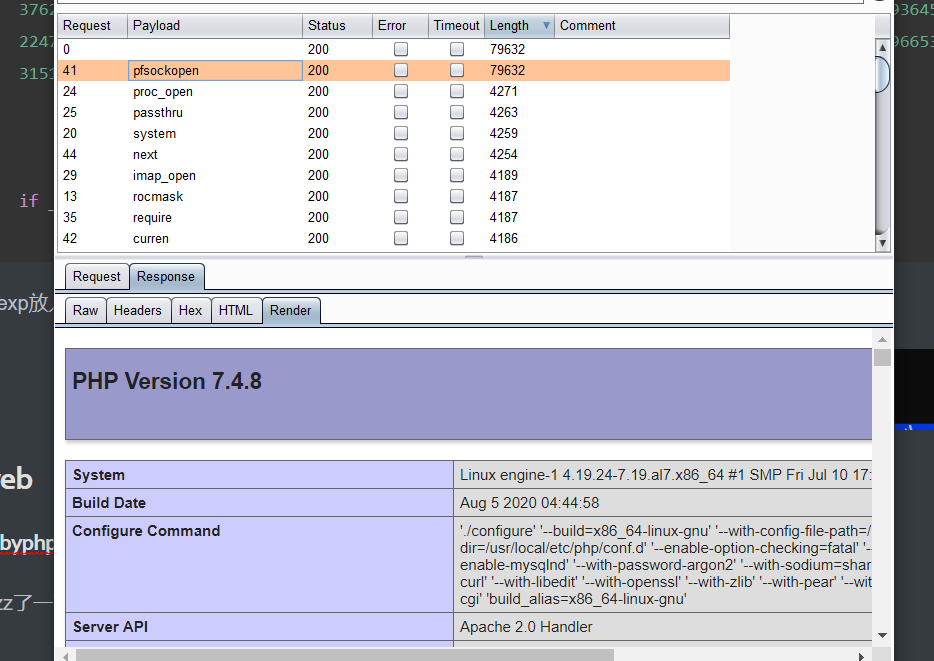 3762
93645
2247
96653
3151
if _
exp放入
eb
byphp
zz了一
Request Payload Status Error Timeout Length Comment
0 200 79632
41 pfsockopen 200 79632
24 proc_open 200 4271
25 passthru 200 4263
20 system 200 4259
44 next 200 4254
29 imap_open 200 4189
13 rocmask 200 4187
35 require 200 4187
42 curren 200 4186
Request Response
Raw Headers Hex HTML Render
PHP Version 7.4.8
System Linux engine-1 4.19.24-7.19.al7.x86_64 #1 SMP Fri Jul 10 17:
Build Date Aug 5 2020 04:44:58
Configure Command './configure' '--build=x86_64-linux-gnu' '--with-config-file-path=/
dir=/usr/local/etc/php/conf.d' '--enable-option-checking=fatal' '-
enable-mysqlnd' '--with-password-argon2' '--with-sodium=shar
curl' '--with-libedit' '--with-openssl' '--with-zlib' '--with-pear' '--wit
cgi' 'build_alias=x86_64-linux-gnu'
Server API Apache 2.0 Handler